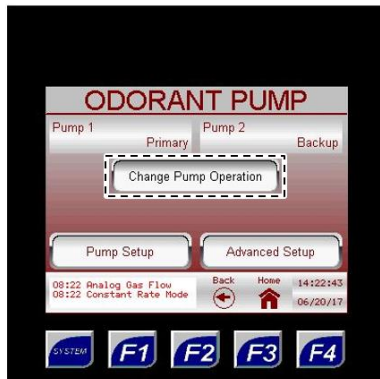 ODORANT PUMP
Pump 1
Primary
Pump 2
Backup
Change Pump Operation
Pump Setup
Advanced Setup
08:22 Analog Gas Flow
08:22 Constant Rate Mode
Back
Home
14:22:43
06/20/17
SYSTEM
F1
F2
F3
F4